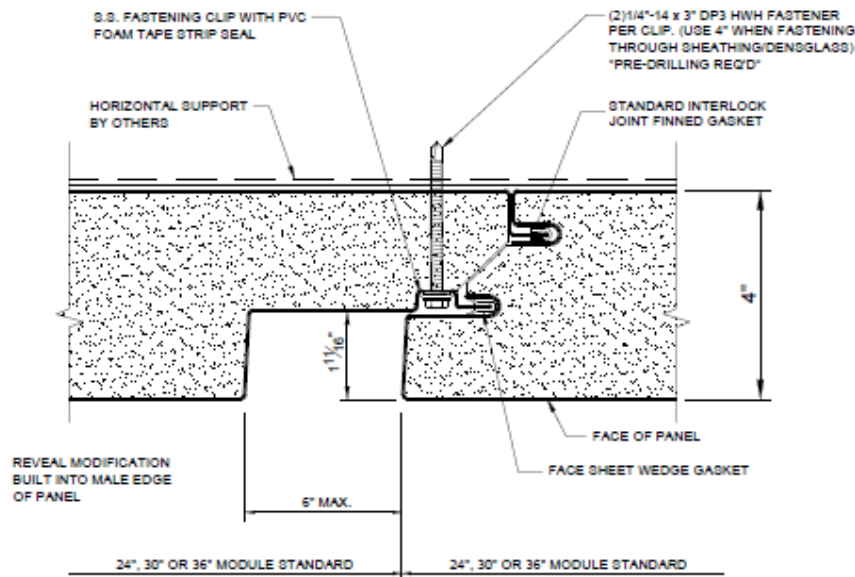 S.S. FASTENING CLIP WITH PVC
FOAM TAPE STRIP SEAL
(2)1/4"-14 x 3" DP3 HWH FASTENER
PER CLIP. (USE 4" WHEN FASTENING
THROUGH SHEATHING/DENSGLASS)
"PRE-DRILLING REQ'D"
HORIZONTAL SUPPORT
BY OTHERS
STANDARD INTERLOCK
JOINT FINNED GASKET
4"
1 11/16"
FACE OF PANEL
REVEAL MODIFICATION
BUILT INTO MALE EDGE
OF PANEL
FACE SHEET WEDGE GASKET
6" MAX.
24", 30" OR 36" MODULE STANDARD
24", 30" OR 36" MODULE STANDARD